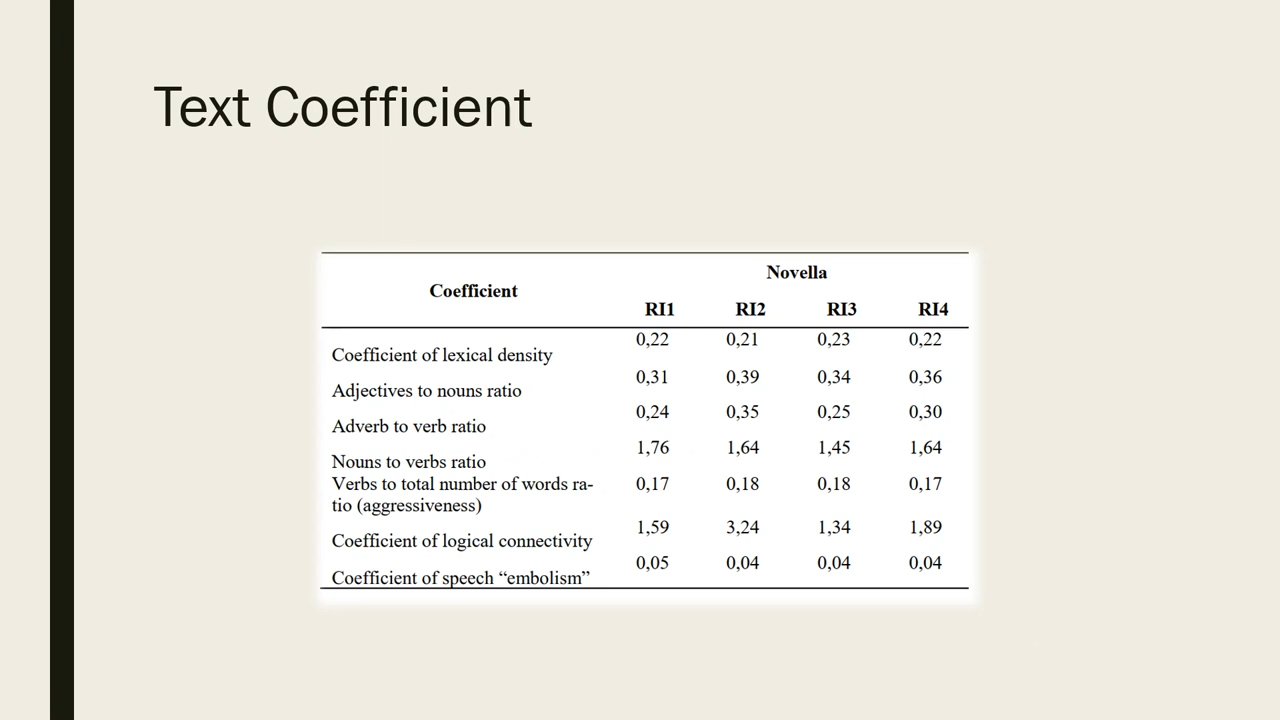 Text Coefficient
Novella
Coefficient
RI1 RI2 RI3 RI4
Coefficient of lexical density 0,22 0,21 0,23 0,22
Adjectives to nouns ratio 0,31 0,39 0,34 0,36
Adverb to verb ratio 0,24 0,35 0,25 0,30
Nouns to verbs ratio 1,76 1,64 1,45 1,64
Verbs to total number of words ra- 0,17 0,18 0,18 0,17
tio (aggressiveness)
Coefficient of logical connectivity 1,59 3,24 1,34 1,89
Coefficient of speech “embolism” 0,05 0,04 0,04 0,04